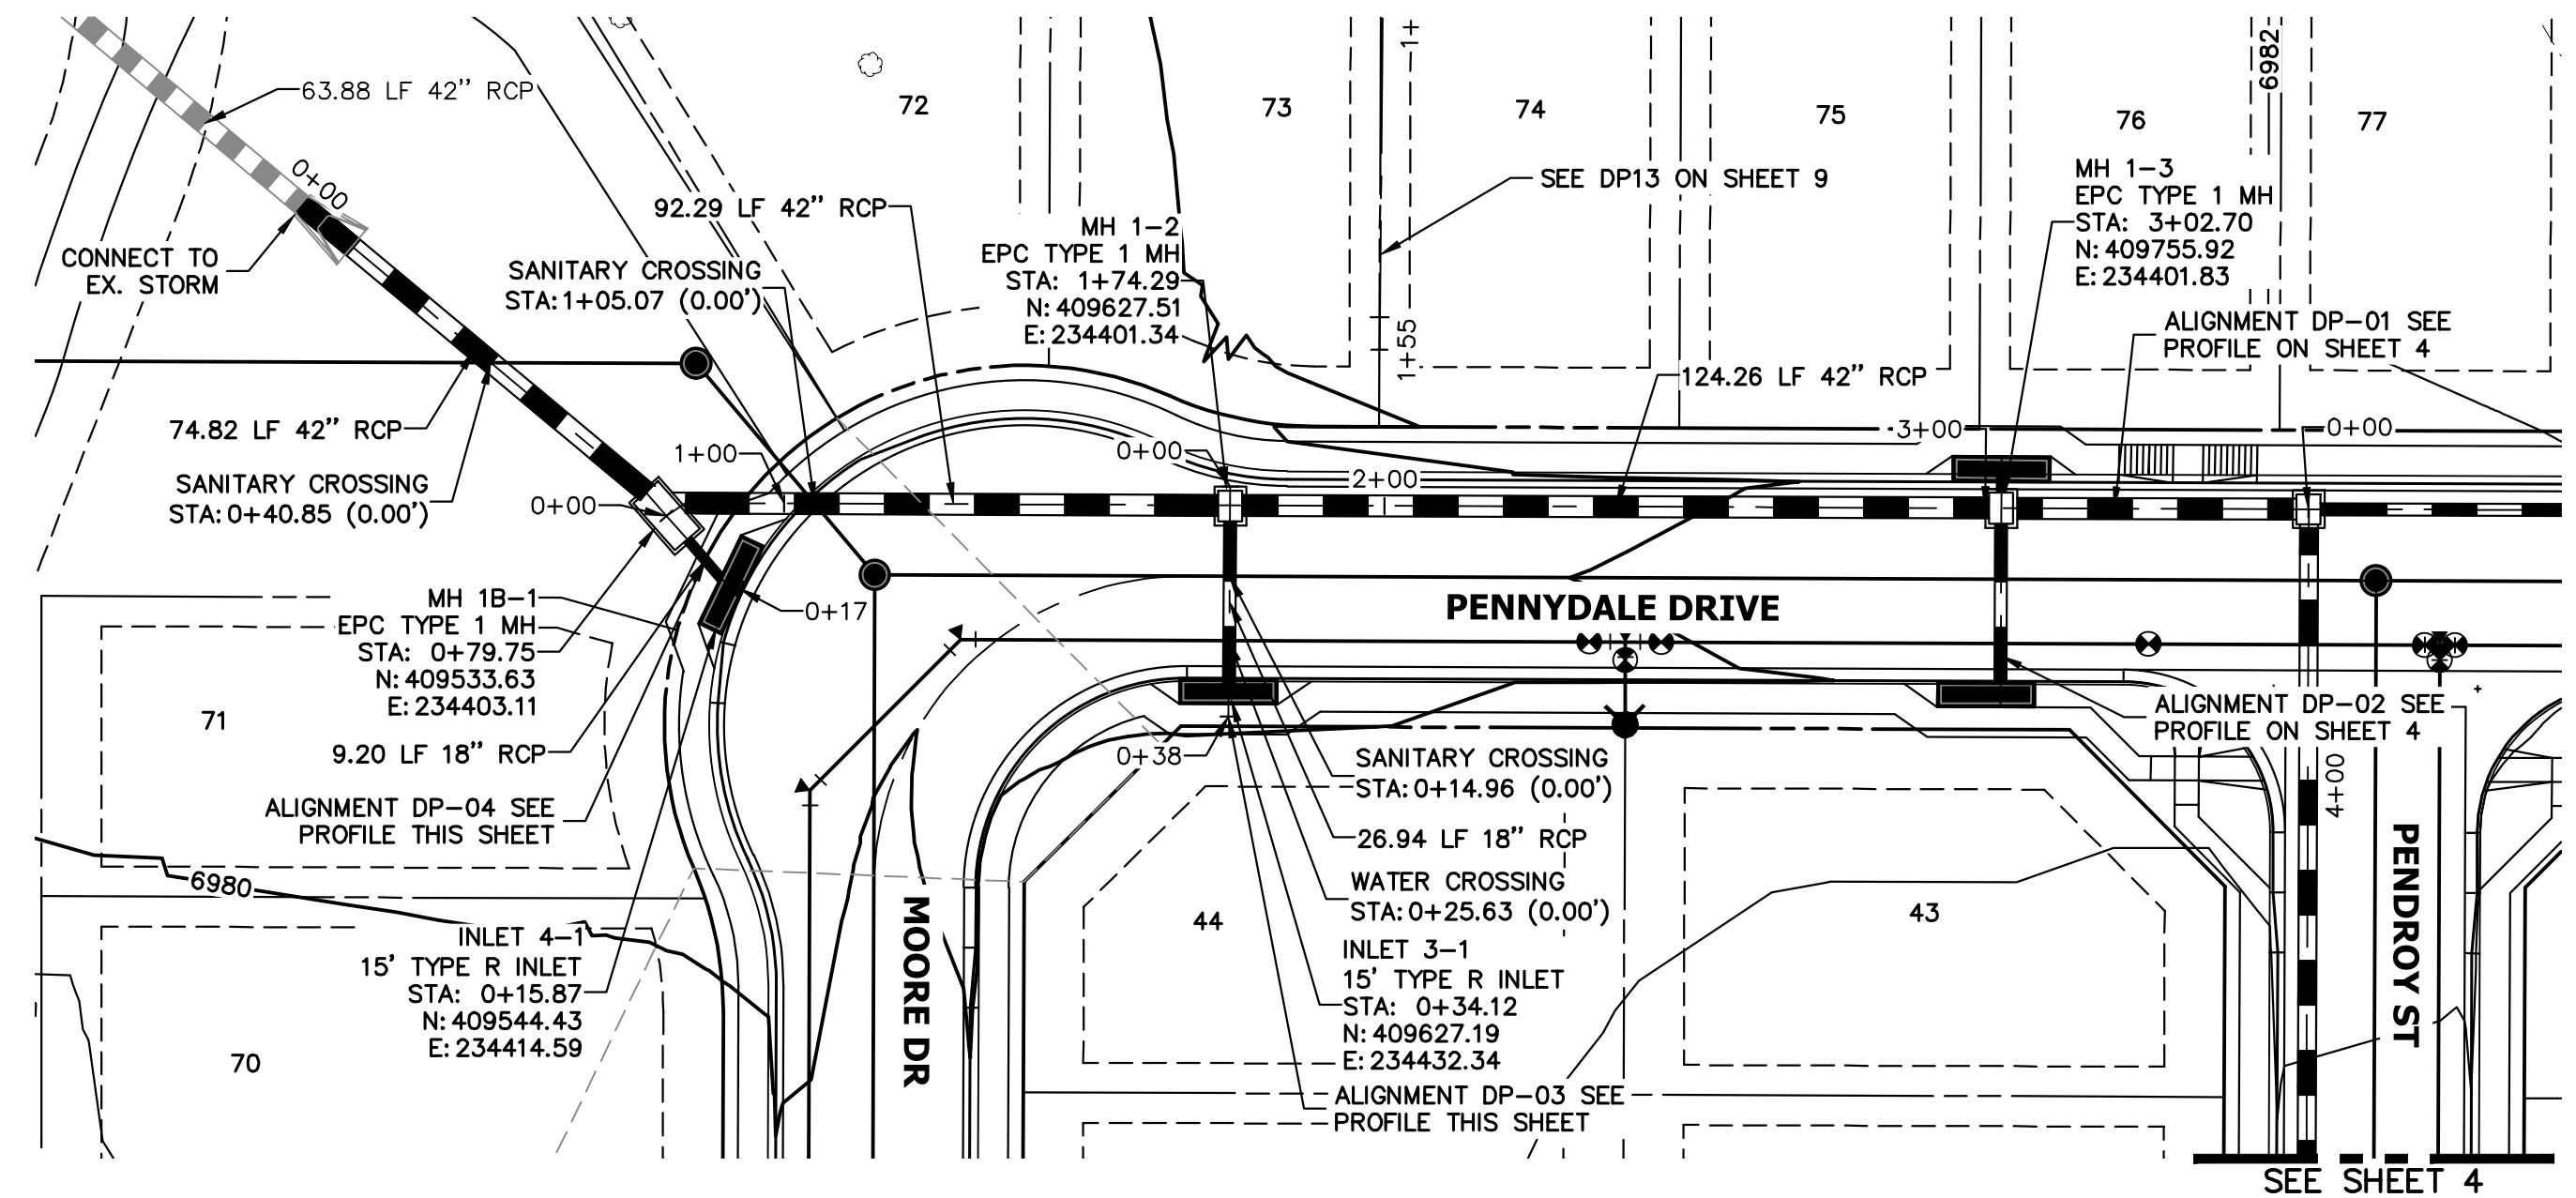 63.88 LF 42” RCP
0+00
CONNECT TO
EX. STORM
72
73
74
75
76
77
6982
1+
SEE DP13 ON SHEET 9
1+55
92.29 LF 42” RCP
SANITARY CROSSING
STA:1+05.07 (0.00’)
MH 1-2
EPC TYPE 1 MH
STA: 1+74.29
N: 409627.51
E: 234401.34
MH 1-3
EPC TYPE 1 MH
STA: 3+02.70
N: 409755.92
E: 234401.83
ALIGNMENT DP-01 SEE
PROFILE ON SHEET 4
124.26 LF 42” RCP
74.82 LF 42” RCP
SANITARY CROSSING
STA: 0+40.85 (0.00’)
1+00
0+00
0+00
2+00
3+00
0+00
MH 1B-1
EPC TYPE 1 MH
STA: 0+79.75
N: 409533.63
E: 234403.11
0+17
PENNYDALE DRIVE
71
9.20 LF 18” RCP
ALIGNMENT DP-04 SEE
PROFILE THIS SHEET
ALIGNMENT DP-02 SEE
PROFILE ON SHEET 4
0+38
SANITARY CROSSING
STA: 0+14.96 (0.00’)
26.94 LF 18” RCP
WATER CROSSING
STA: 0+25.63 (0.00’)
INLET 3-1
15’ TYPE R INLET
STA: 0+34.12
N: 409627.19
E: 234432.34
ALIGNMENT DP-03 SEE
PROFILE THIS SHEET
4+00
6980
INLET 4-1
15’ TYPE R INLET
STA: 0+15.87
N: 409544.43
E: 234414.59
70
44
43
MOORE DR
PENDROY ST
SEE SHEET 4